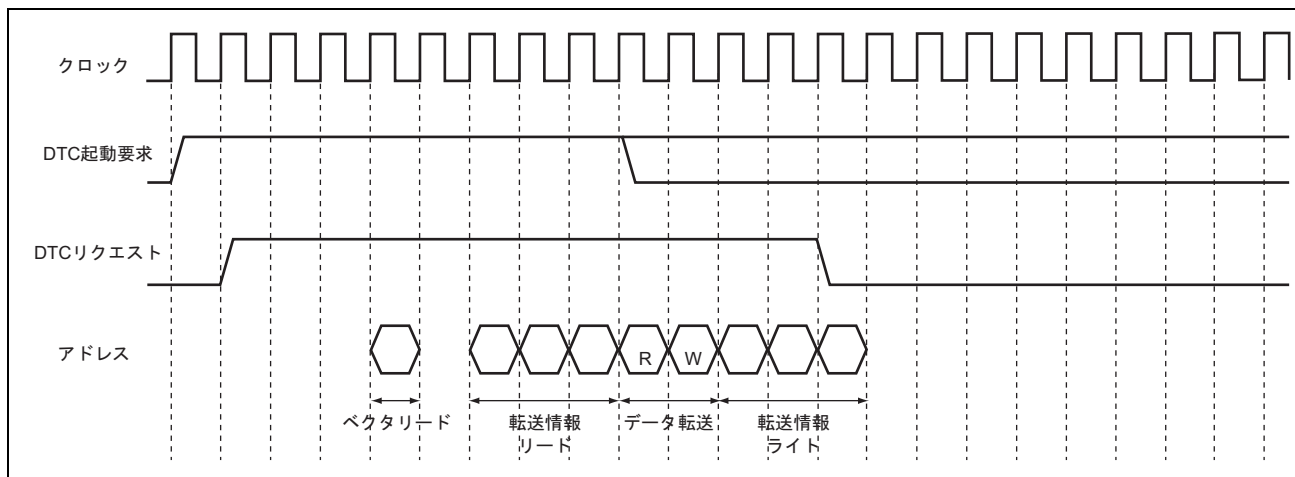 クロック
DTC起動要求
DTCリクエスト
アドレス
R
W
ベクタリード
転送情報
リード
データ転送
転送情報
ライト